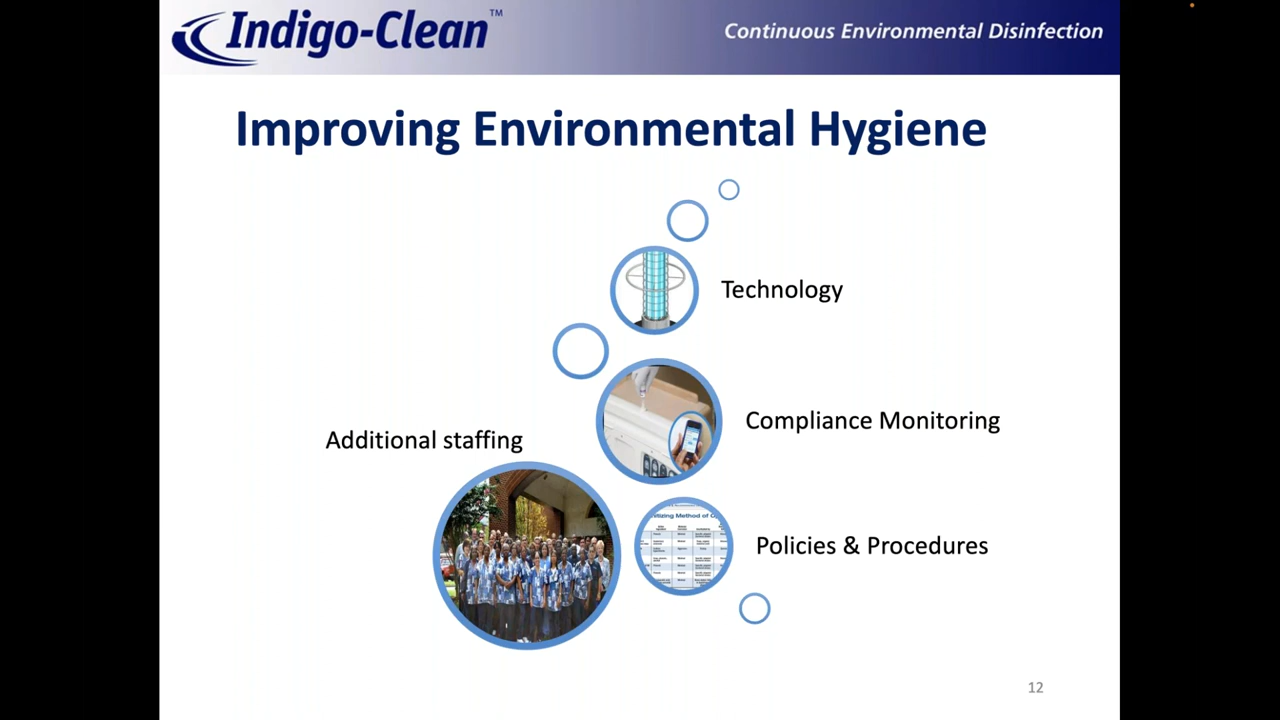 Indigo-Clean™
Continuous Environmental Disinfection
Improving Environmental Hygiene
Technology
Compliance Monitoring
Additional staffing
Policies & Procedures
12